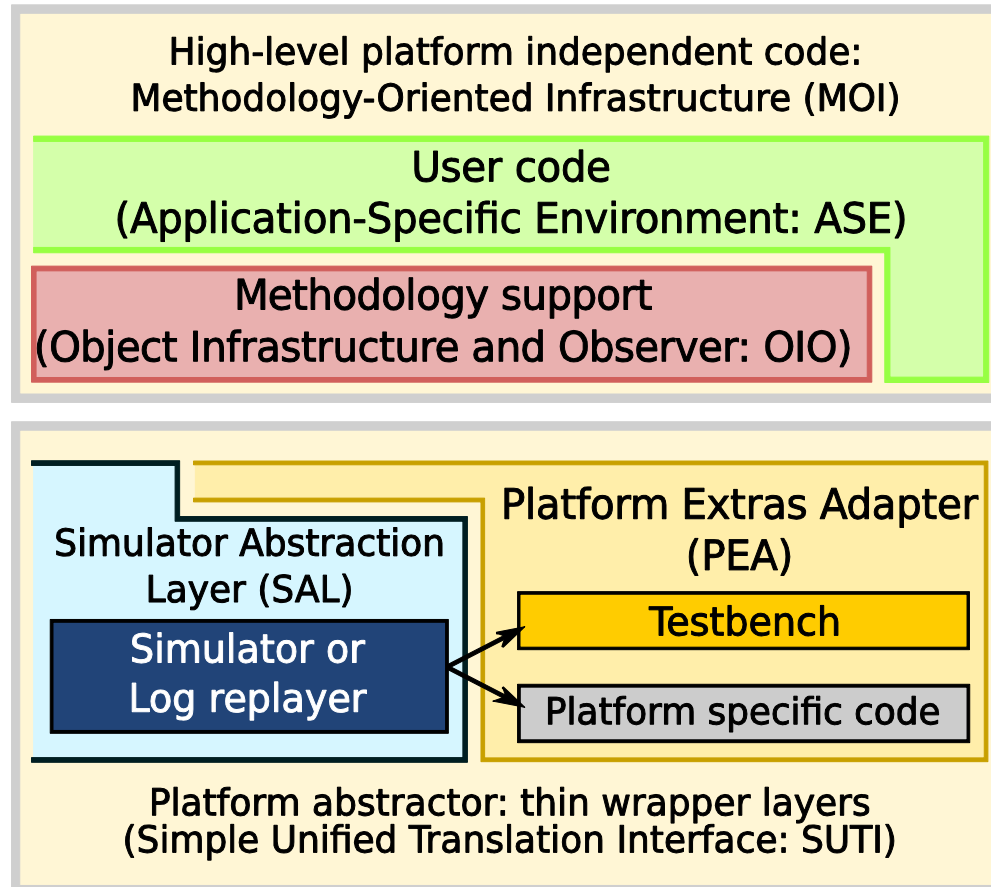 High-level platform independent code:
Methodology-Oriented Infrastructure (MOI)
User code
(Application-Specific Environment: ASE)
Methodology support
(Object Infrastructure and Observer: OIO)
Platform Extras Adapter
(PEA)
Simulator Abstraction
Layer (SAL)
Testbench
Simulator or
Log replayer
Platform specific code
Platform abstractor: thin wrapper layers
(Simple Unified Translation Interface: SUTI)